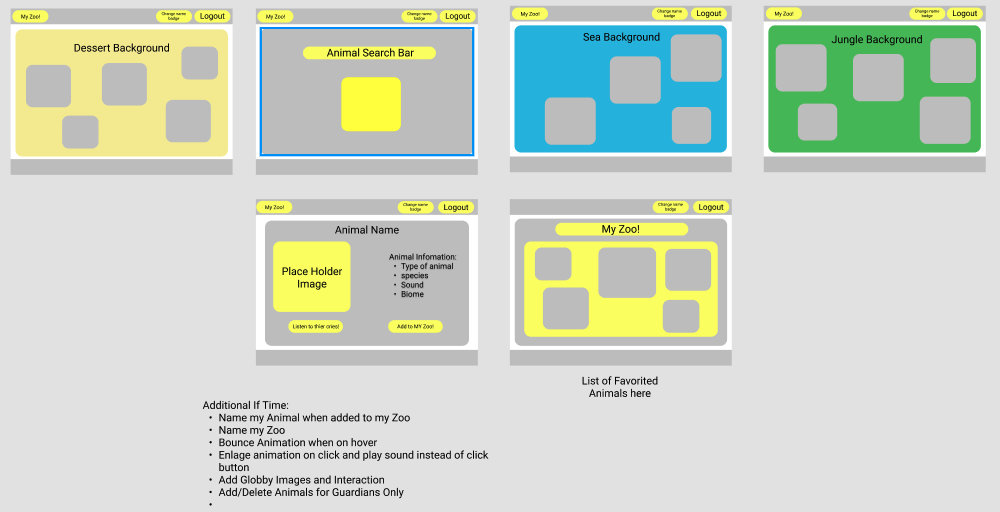 My Zoo!
Change name
badge
Logout
Dessert Background
My Zoo!
Change name
badge
Logout
Animal Search Bar
My Zoo!
Change name
badge
Logout
Sea Background
My Zoo!
Change name
badge
Logout
Jungle Background
My Zoo!
Change name
badge
Logout
Animal Name
Place Holder
Image
Animal Infomation:
• Type of animal
• species
• Sound
• Biome
Listen to thier cries!
Add to MY Zoo!
My Zoo!
Change name
badge
Logout
My Zoo!
List of Favorited
Animals here
Additional If Time:
• Name my Animal when added to my Zoo
• Name my Zoo
• Bounce Animation when on hover
• Enlage animation on click and play sound instead of click
button
• Add Globby Images and Interaction
• Add/Delete Animals for Guardians Only
•